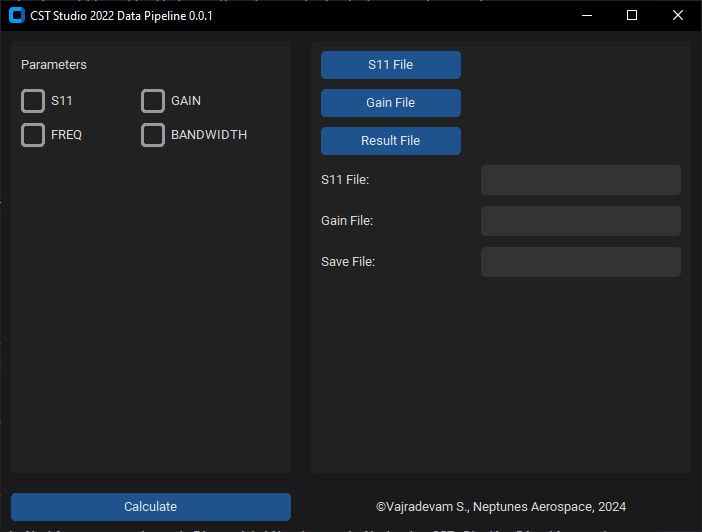 CST Studio 2022 Data Pipeline 0.0.1
Parameters
S11
GAIN
FREQ
BANDWIDTH
S11 File
Gain File
Result File
S11 File:
Gain File:
Save File:
Calculate
©Vajradevam S., Neptunes Aerospace, 2024